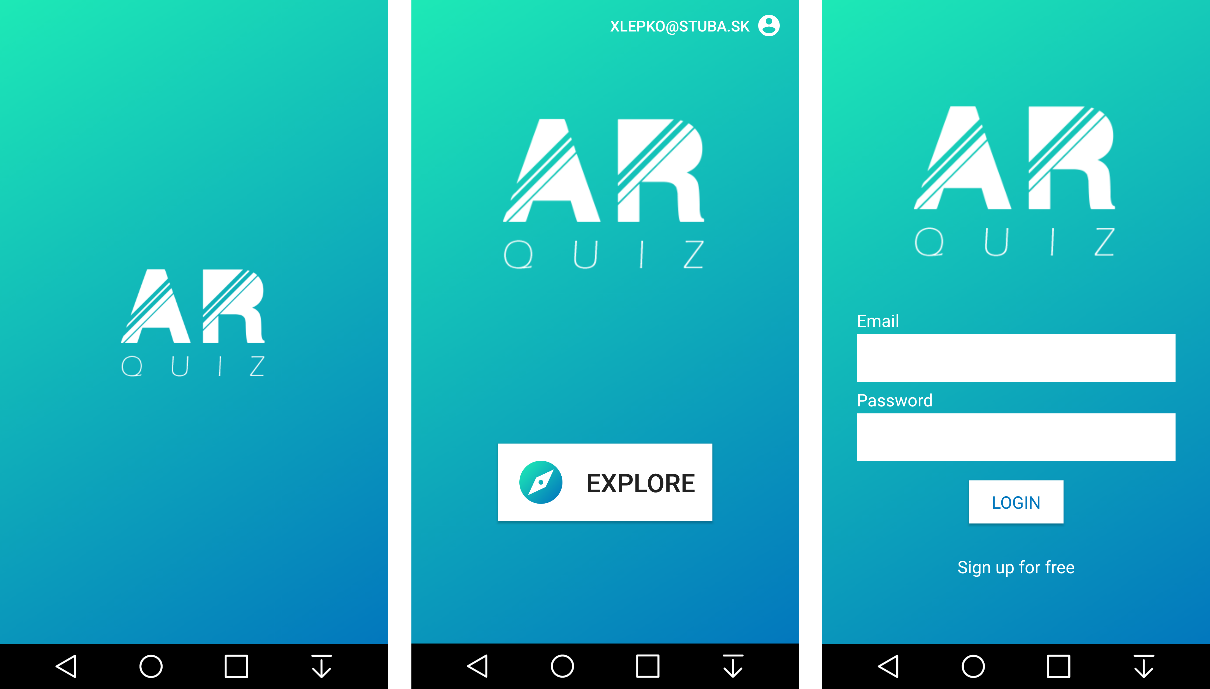 AR
QUIZ
XLEPKO@STUBA.SK
AR
QUIZ
EXPLORE
AR
QUIZ
Email
Password
LOGIN
Sign up for free